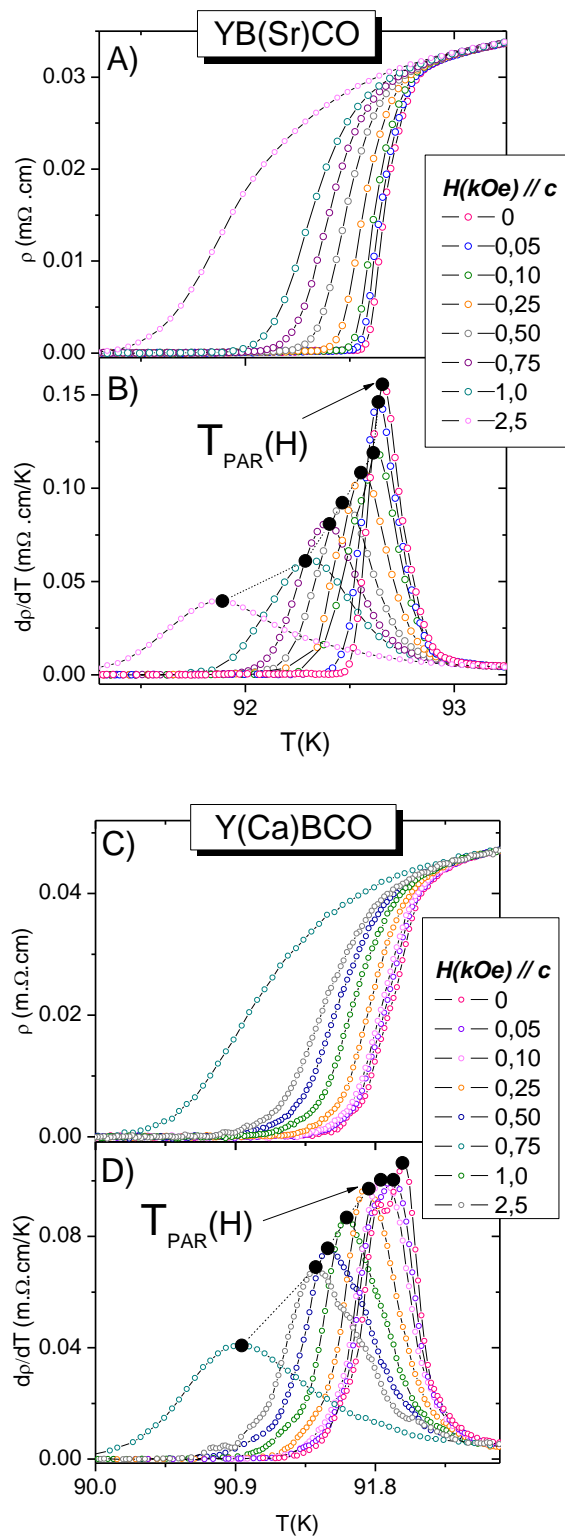 YB(Sr)CO
A)
0.03
0.02
0.01
0.00
ρ (mΩ .cm)
H(kOe) // c
0
0,05
0,10
0,25
0,50
0,75
1,0
2,5
B)
T_PAR(H)
0.15
0.10
0.05
0.00
dρ/dT (mΩ .cm/K)
92
93
T(K)
Y(Ca)BCO
C)
0.04
0.02
0.00
ρ (m.Ω.cm)
H(kOe) // c
0
0,05
0,10
0,25
0,50
0,75
1,0
2,5
D)
T_PAR(H)
0.08
0.04
0.00
dρ/dT (m.Ω.cm/K)
90.0
90.9
91.8
T(K)